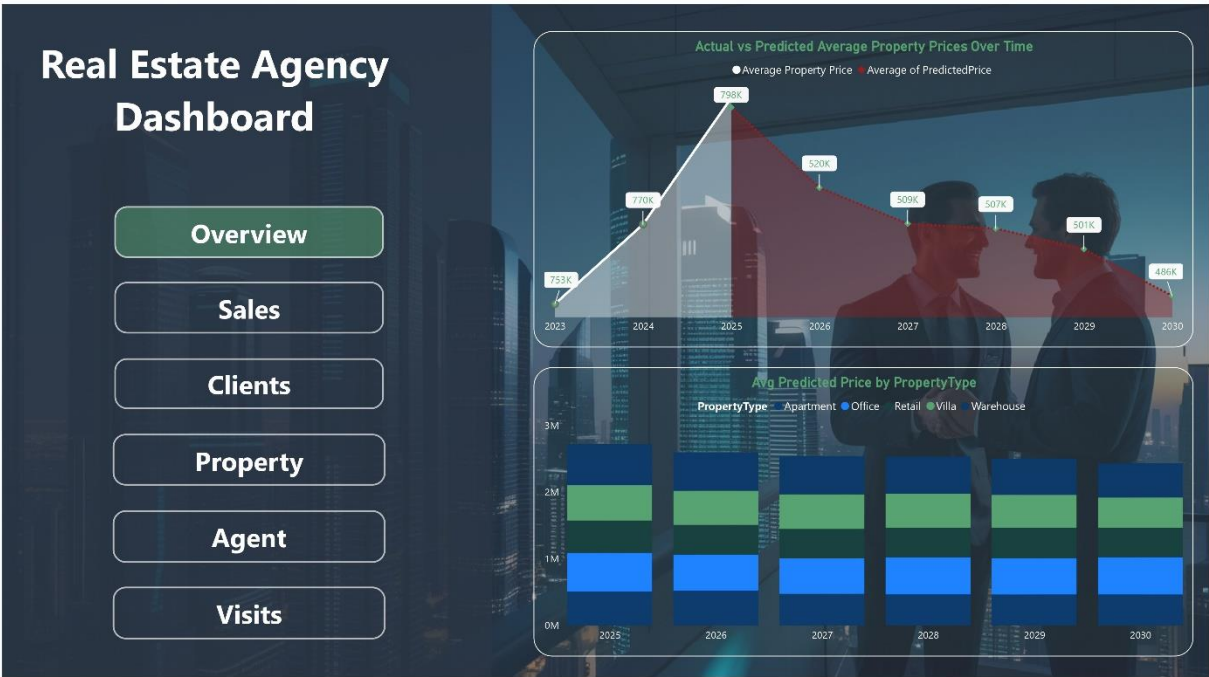 Real Estate Agency
Dashboard
Overview
Sales
Clients
Property
Agent
Visits
Actual vs Predicted Average Property Prices Over Time
Average Property Price Average of PredictedPrice
753K
770K
798K
520K
509K
507K
501K
486K
2023 2024 2025 2026 2027 2028 2029 2030
Avg Predicted Price by PropertyType
PropertyType Apartment Office Retail Villa Warehouse
3M
2M
1M
0M
2025 2026 2027 2028 2029 2030